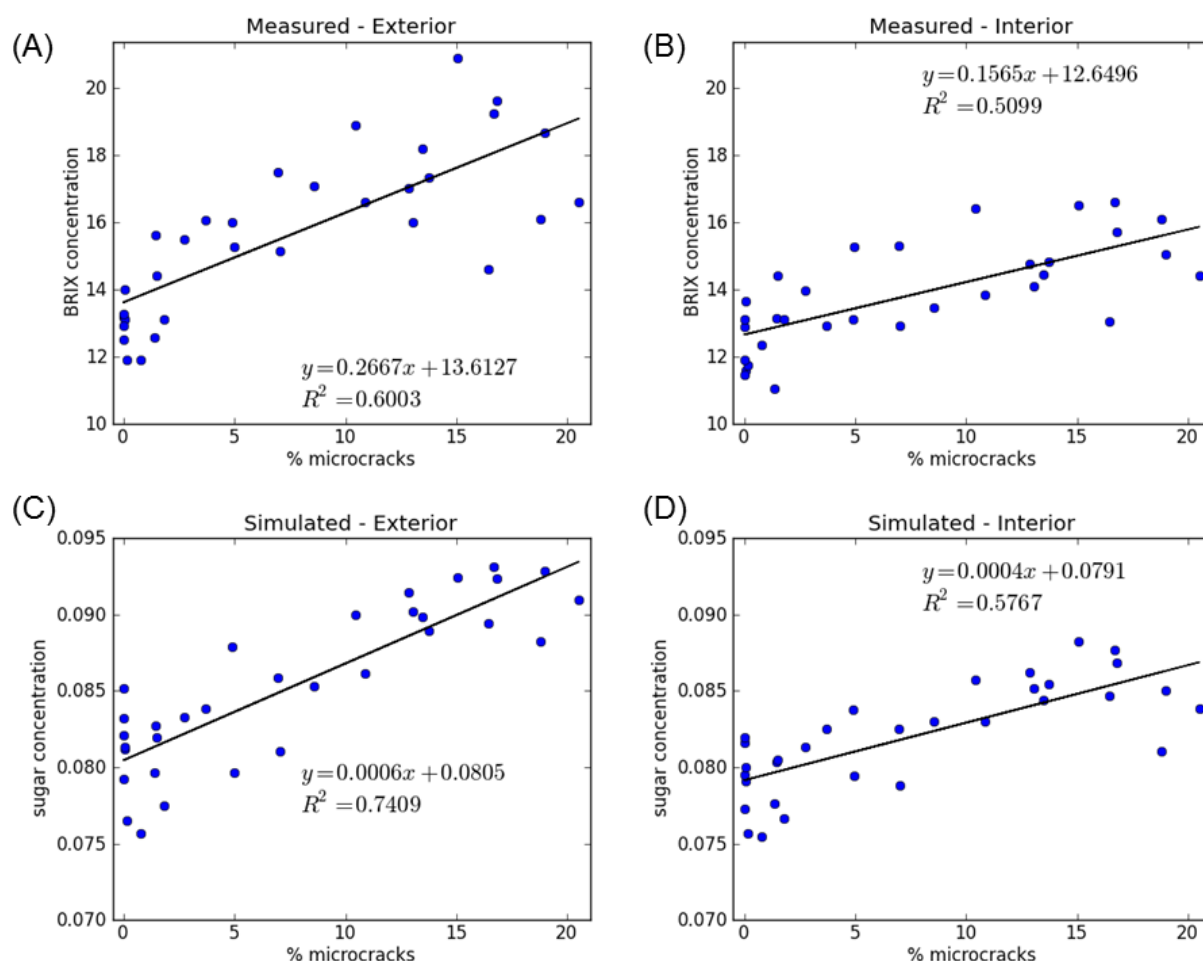 (A)
Measured - Exterior
BRIX concentration
20
18
16
14
12
10
y=0.2667x+13.6127
R² =0.6003
0 5 10 15 20
% microcracks
(B)
Measured - Interior
BRIX concentration
20
18
16
14
12
10
y=0.1565x+12.6496
R² =0.5099
0 5 10 15 20
% microcracks
(C)
Simulated - Exterior
sugar concentration
0.095
0.090
0.085
0.080
0.075
0.070
y=0.0006x+0.0805
R² =0.7409
0 5 10 15 20
% microcracks
(D)
Simulated - Interior
sugar concentration
0.095
0.090
0.085
0.080
0.075
0.070
y=0.0004x+0.0791
R² =0.5767
0 5 10 15 20
% microcracks